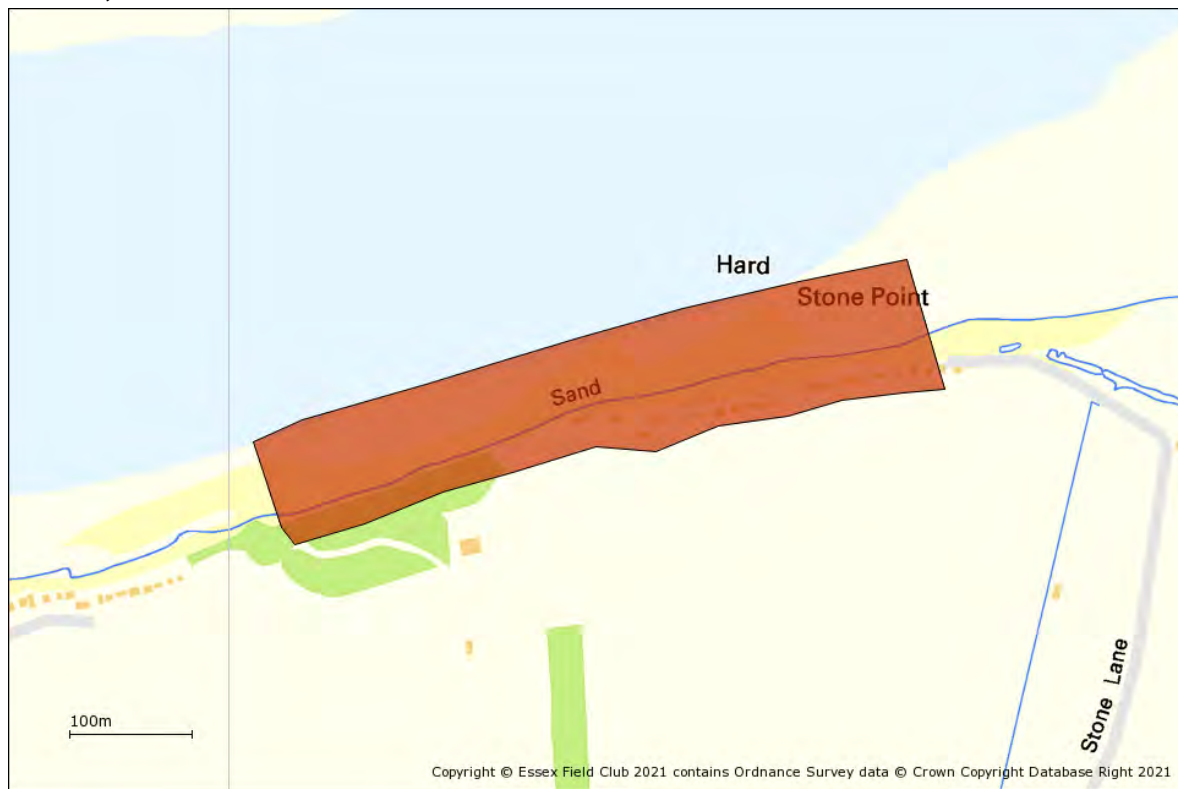 Hard
Stone Point
Sand
Stone Lane
100m
Copyright © Essex Field Club 2021 contains Ordnance Survey data © Crown Copyright Database Right 2021